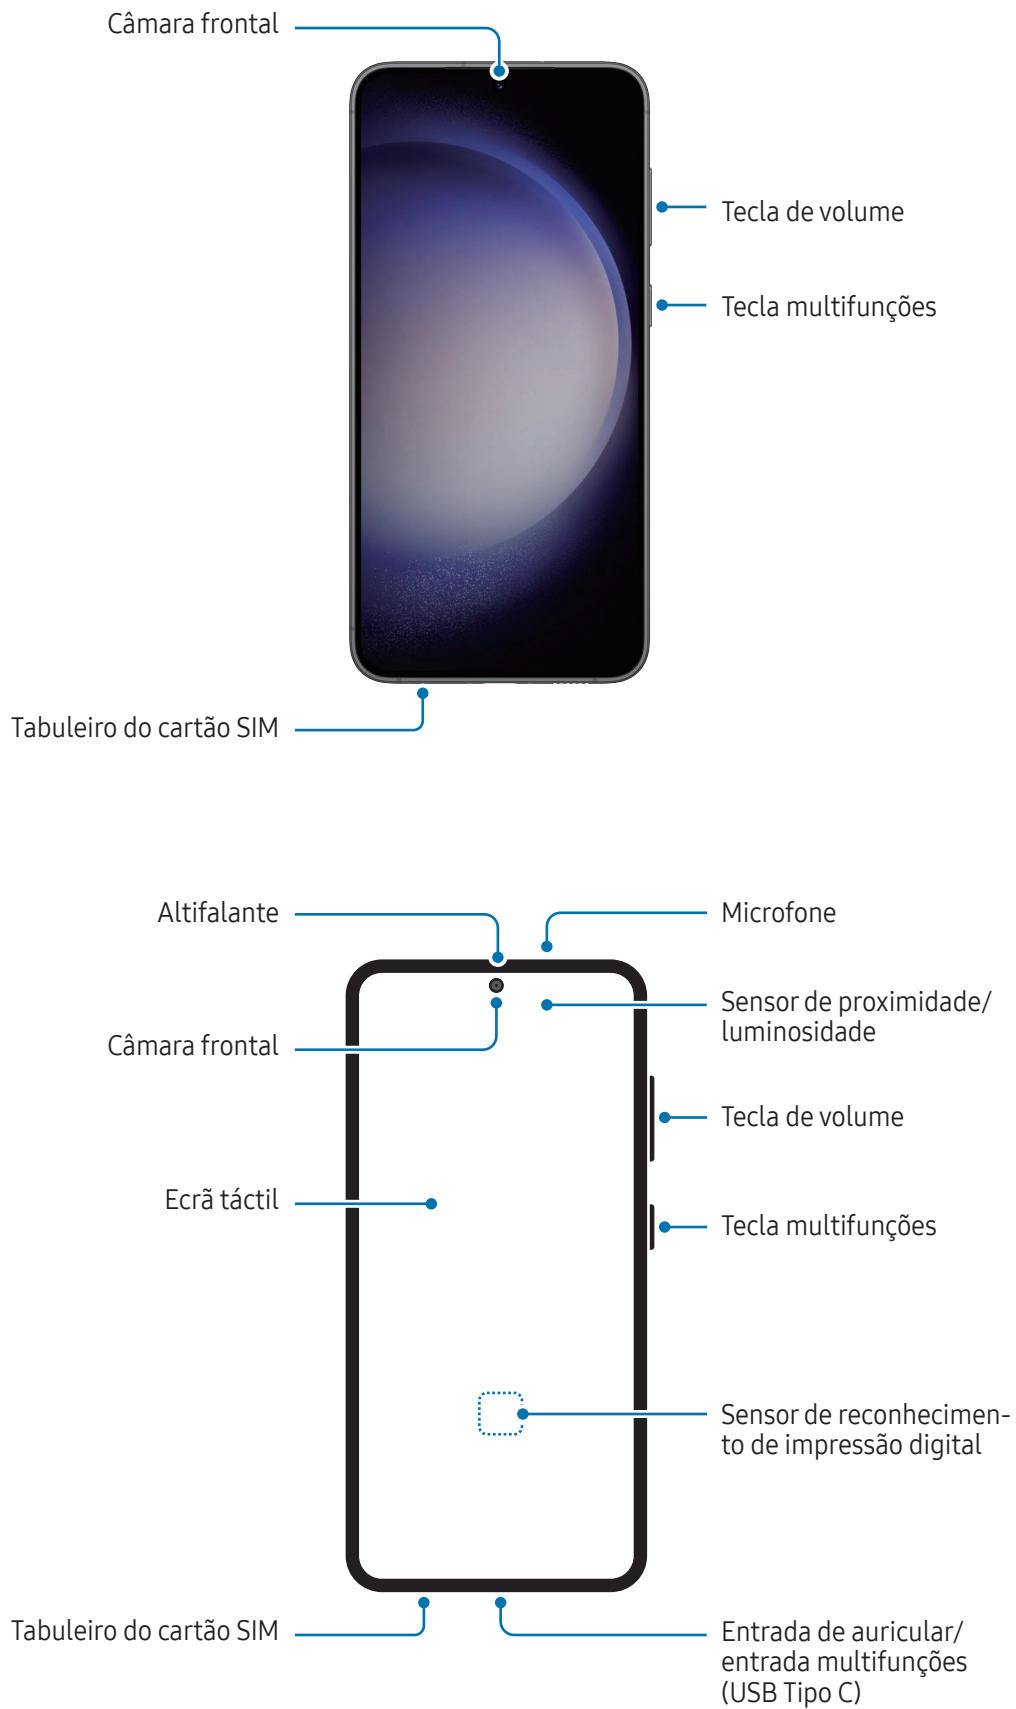 Câmara frontal
Tecla de volume
Tecla multifunções
Tabuleiro do cartão SIM
Altifalante
Microfone
Sensor de proximidade/
luminosidade
Câmara frontal
Tecla de volume
Ecrã táctil
Tecla multifunções
Sensor de reconhecimen-
to de impressão digital
Tabuleiro do cartão SIM
Entrada de auricular/
entrada multifunções
(USB Tipo C)